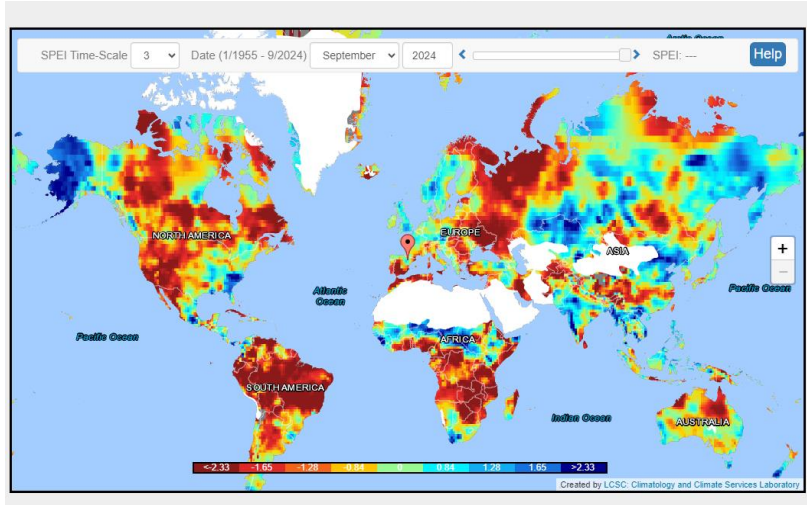 Arctic Ocean
SPEI Time-Scale 3 Date (1/1955 - 9/2024) September 2024 SPEI: --- Help
NORTH AMERICA
EUROPE
ASIA
+
−
Atlantic
Ocean
Pacific Ocean
Pacific Ocean
AFRICA
SOUTH AMERICA
Indian Ocean
AUSTRALIA
<-2.33 -1.65 -1.28 -0.84 0 0.84 1.28 1.65 >2.33
Created by LCSC: Climatology and Climate Services Laboratory